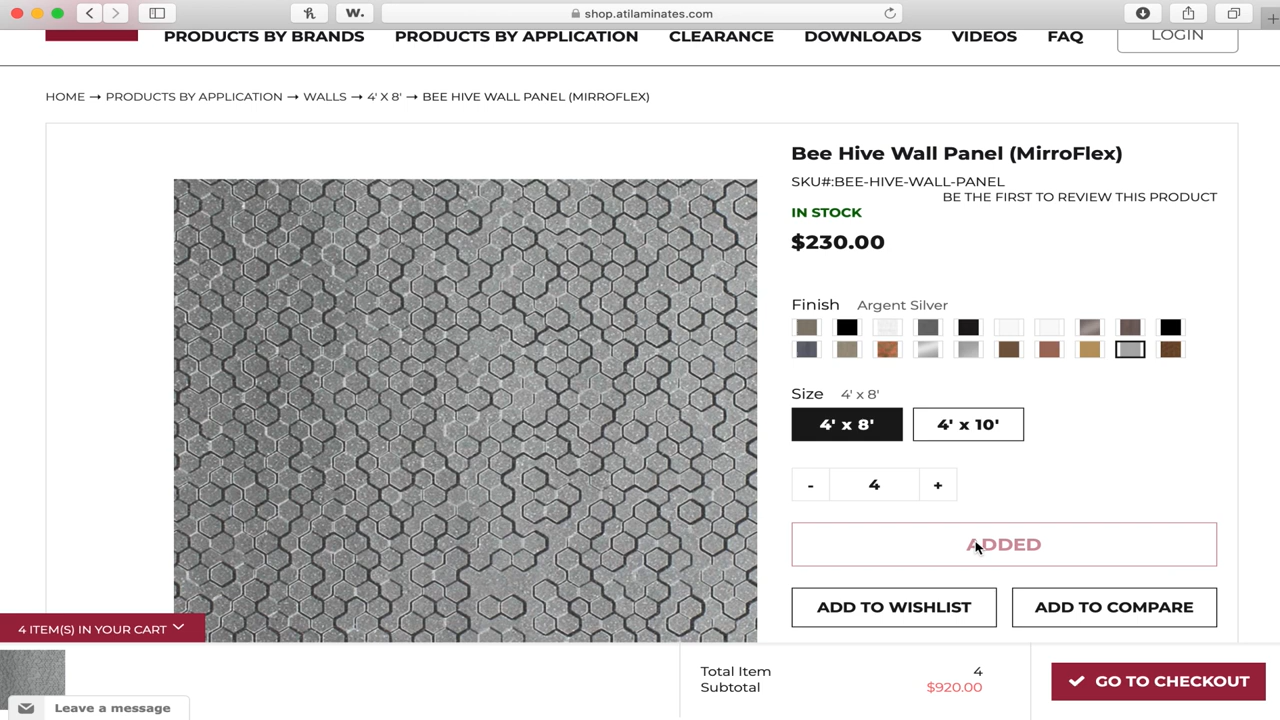 shop.atilaminates.com
W.
PRODUCTS BY BRANDS PRODUCTS BY APPLICATION CLEARANCE DOWNLOADS VIDEOS FAQ LOGIN
HOME → PRODUCTS BY APPLICATION → WALLS → 4' X 8' → BEE HIVE WALL PANEL (MIRROFLEX)
Bee Hive Wall Panel (MirroFlex)
SKU#:BEE-HIVE-WALL-PANEL
BE THE FIRST TO REVIEW THIS PRODUCT
IN STOCK
$230.00
Finish Argent Silver
Size 4' x 8'
4' x 8' 4' x 10'
- 4 +
ADDED
ADD TO WISHLIST ADD TO COMPARE
4 ITEM(S) IN YOUR CART
Total Item 4
Subtotal $920.00
GO TO CHECKOUT
Leave a message